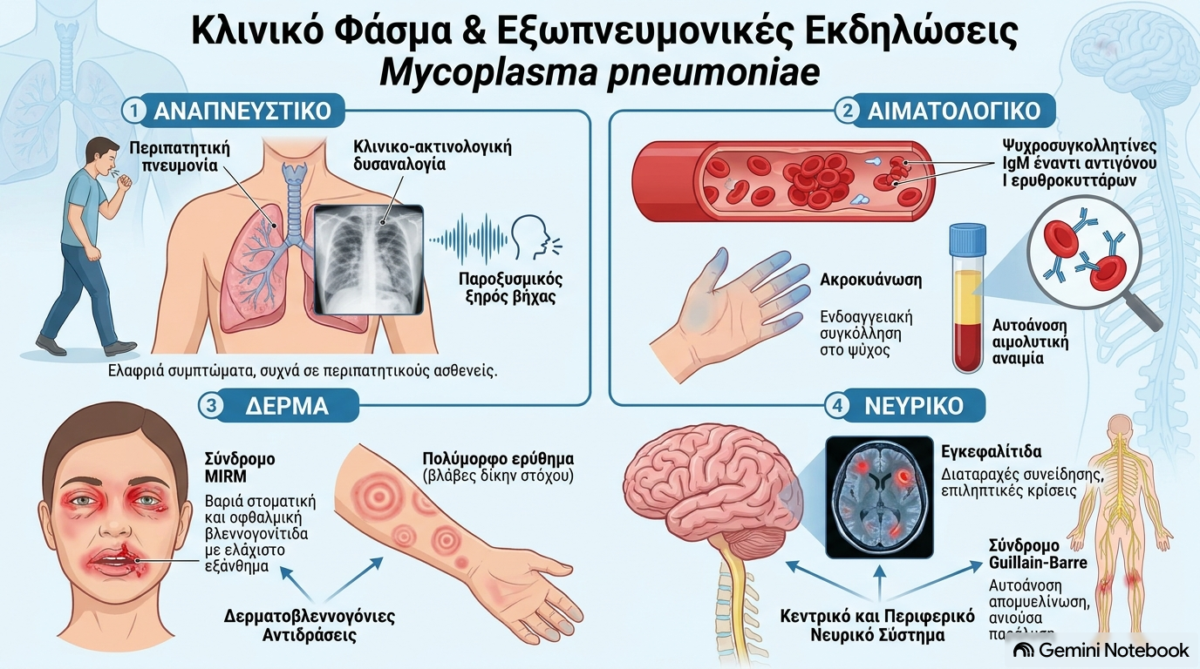 Κλινικό Φάσμα & Εξωπνευμονικές Εκδηλώσεις
Mycoplasma pneumoniae
1 ΑΝΑΠΝΕΥΣΤΙΚΟ
Περιπατητική
πνευμονία
Κλινικο-ακτινολογική
δυσαναλογία
Παροξυσμικός
ξηρός βήχας
Ελαφριά συμπτώματα, συχνά σε περιπατητικούς ασθενείς.
2 ΑΙΜΑΤΟΛΟΓΙΚΟ
Ψυχροσυγκολλητίνες
IgM έναντι αντιγόνου
I ερυθροκυττάρων
Ακροκυάνωση
Ενδοαγγειακή
συγκόλληση
στο ψύχος
Αυτοάνοση
αιμολυτική
αναιμία
3 ΔΕΡΜΑ
Σύνδρομο
MIRM
Βαριά στοματική
και οφθαλμική
βλεννογονίτιδα
με ελάχιστο
εξάνθημα
Πολύμορφο ερύθημα
(βλάβες δίκην στόχου)
Δερματοβλεννογόνιες
Αντιδράσεις
4 ΝΕΥΡΙΚΟ
Εγκεφαλίτιδα
Διαταραχές συνείδησης,
επιληπτικές κρίσεις
Σύνδρομο
Guillain-Barre
Αυτοάνοση
απομυελίνωση,
ανιούσα
Κεντρικό και Περιφερικό
Νευρικό Σύστημα
Gemini Notebook